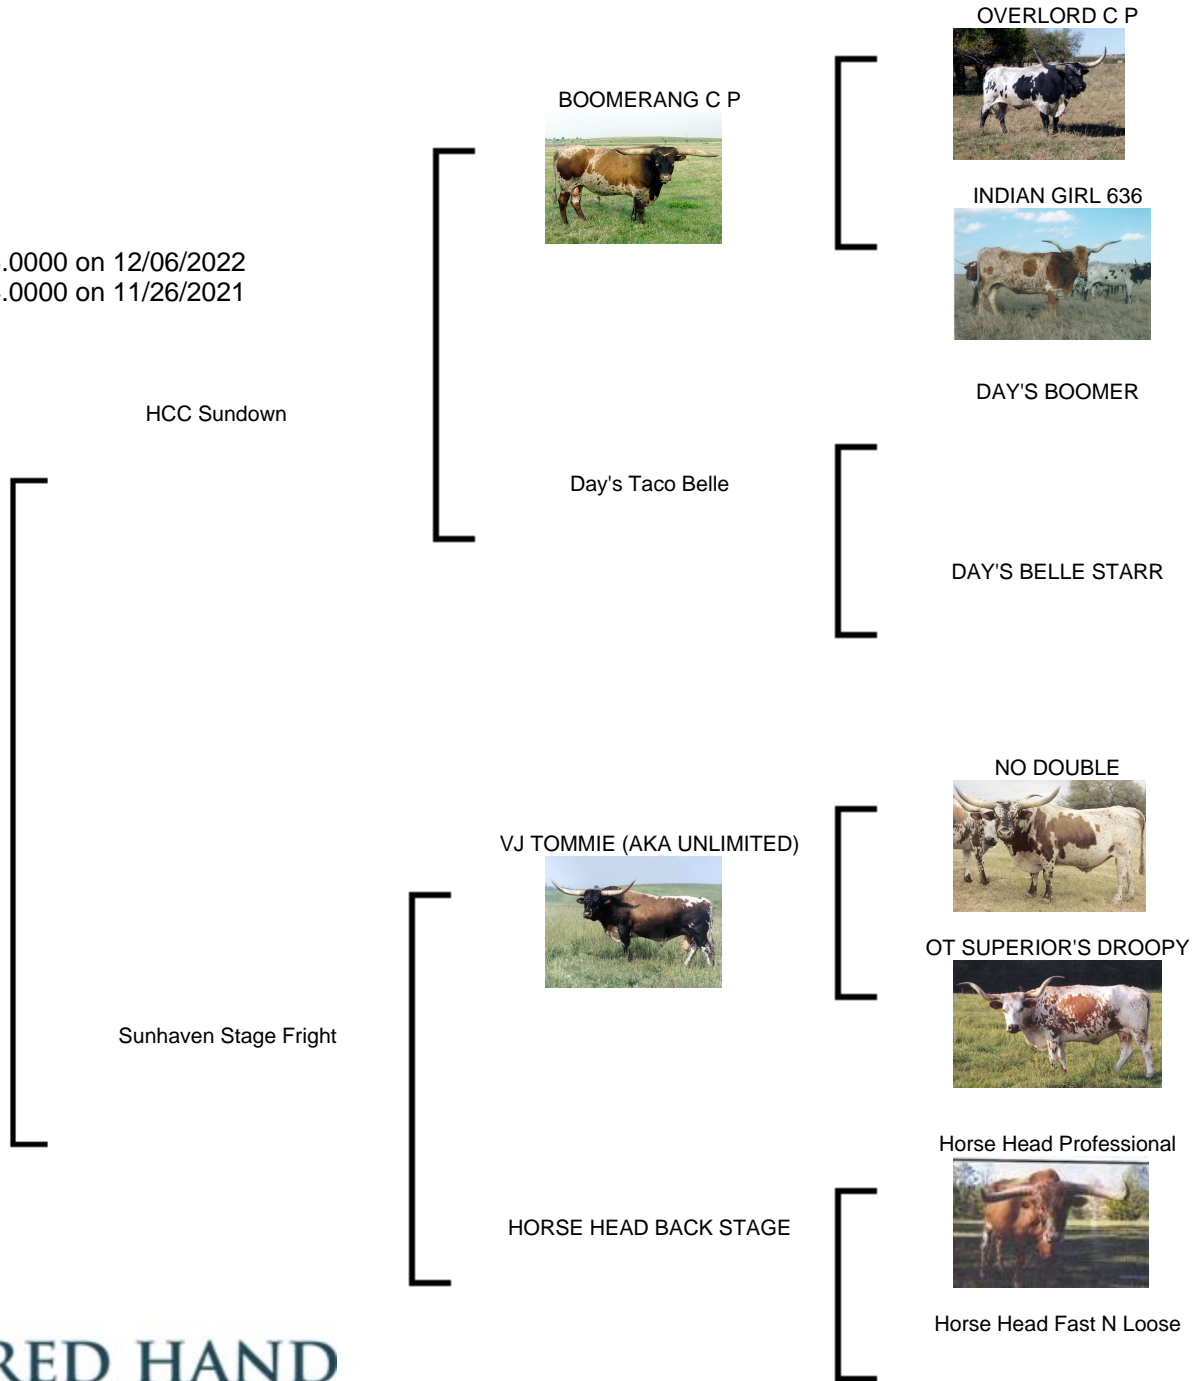 OVERLORD C P
BOOMERANG C P
INDIAN GIRL 636
.0000 on 12/06/2022
.0000 on 11/26/2021
DAY'S BOOMER
HCC Sundown
Day's Taco Belle
DAY'S BELLE STARR
NO DOUBLE
VJ TOMMIE (AKA UNLIMITED)
OT SUPERIOR'S DROOPY
Sunhaven Stage Fright
Horse Head Professional
HORSE HEAD BACK STAGE
Horse Head Fast N Loose
RED HAND